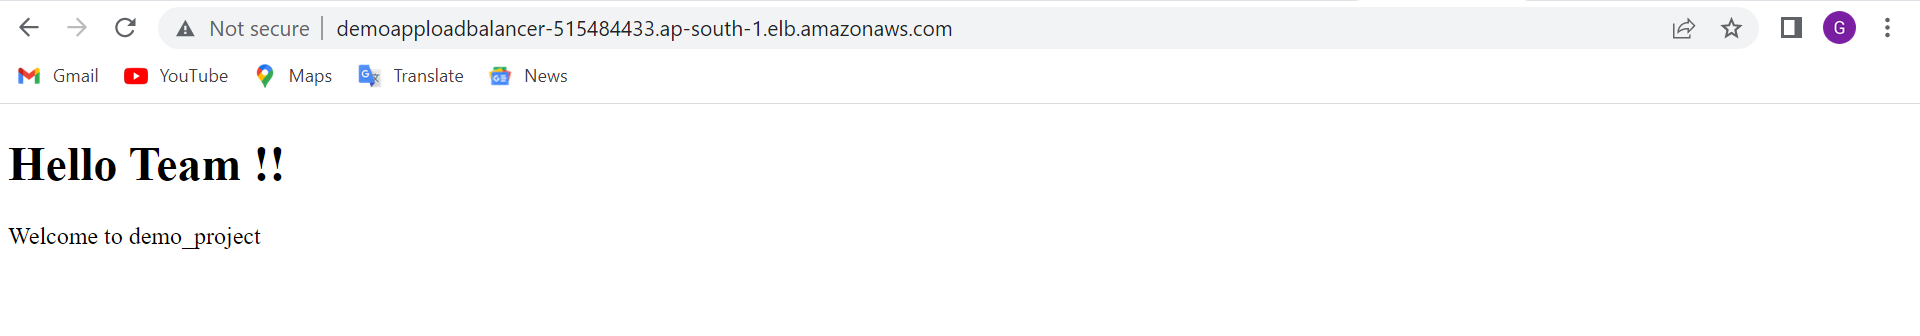 Not secure demoapploadbalancer-515484433.ap-south-1.elb.amazonaws.com G
Gmail YouTube Maps Translate News
Hello Team !!
Welcome to demo_project